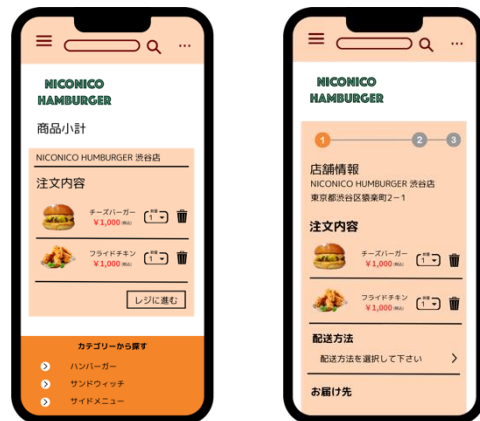 NICONICO
HAMBURGER
商品小計
NICONICO HUMBURGER 渋谷店
注文内容
チーズバーガー
￥1,000
1
フライドチキン
￥1,000
1
レジに進む
カテゴリーから探す
ハンバーガー
サンドウィッチ
サイドメニュー
NICONICO
HAMBURGER
1
2
3
店舗情報
NICONICO HUMBURGER 渋谷店
東京都渋谷区猿楽町2－1
注文内容
チーズバーガー
￥1,000
1
フライドチキン
￥1,000
1
配送方法
配送方法を選択して下さい
お届け先